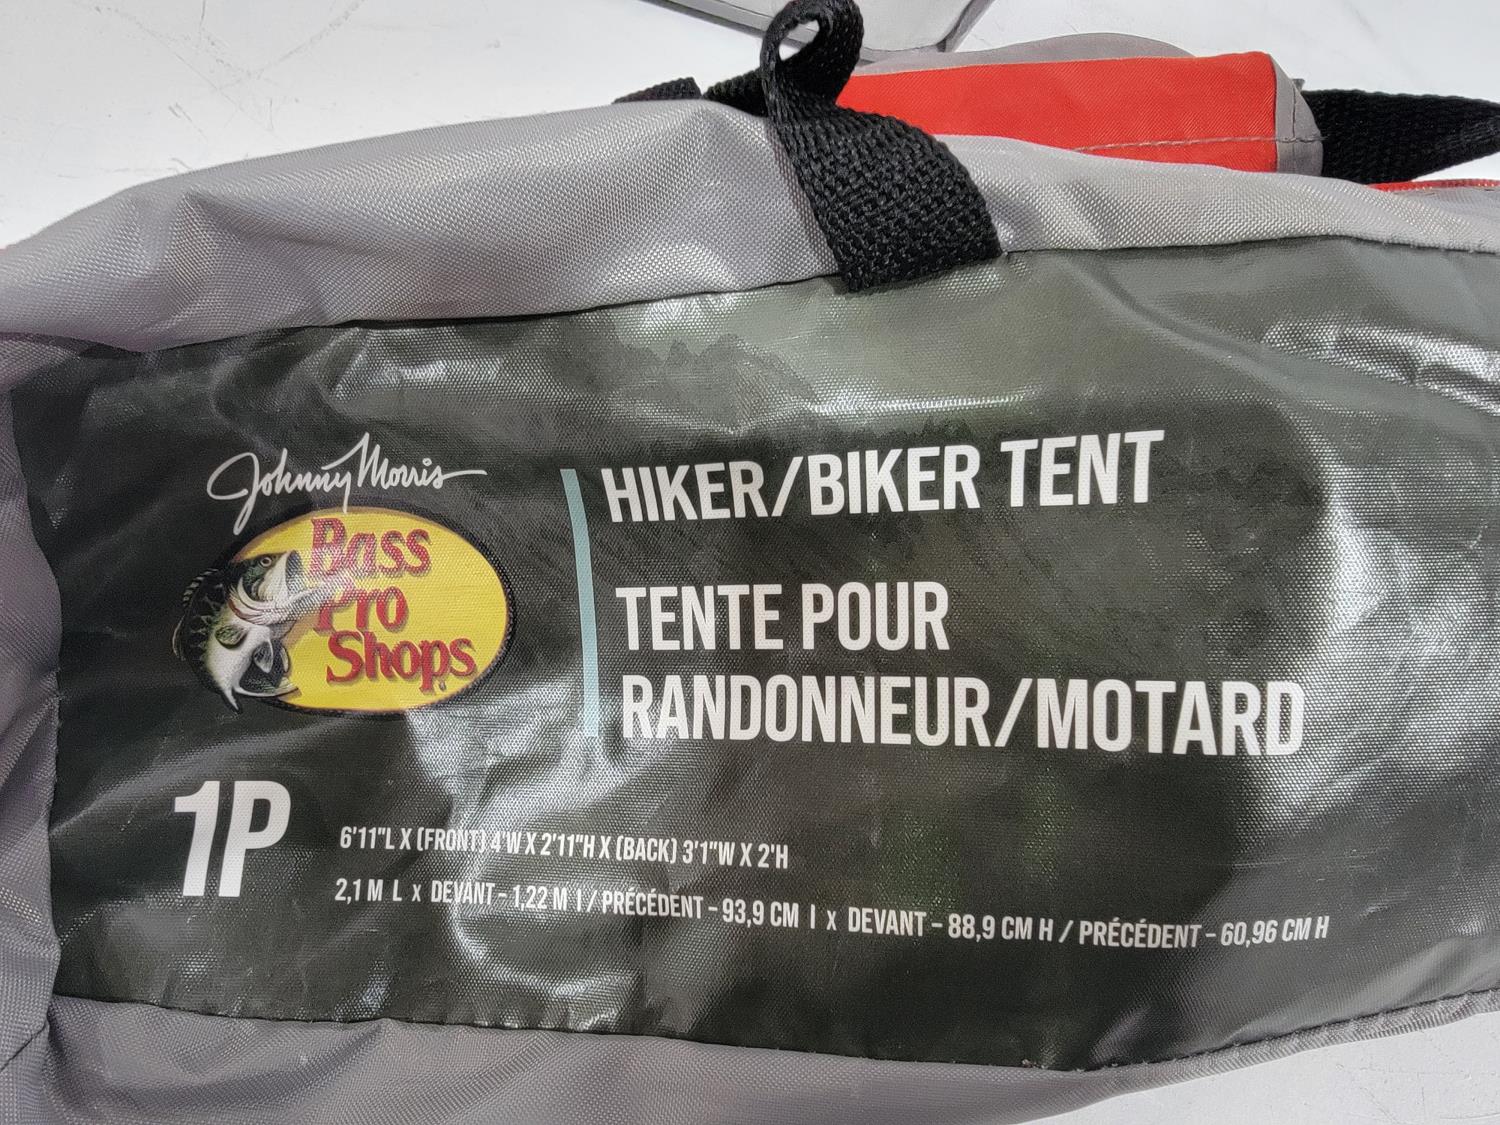 Johnny Morris
Bass
Pro
Shops
HIKER/BIKER TENT
TENTE POUR
RANDONNEUR/MOTARD
1P
6'11"L X (FRONT) 4'W X 2'11"H X (BACK) 3'1"W X 2'H
2,1 M L x DEVANT – 1,22 M l / PRÉCÉDENT – 93,9 CM l x DEVANT – 88,9 CM H / PRÉCÉDENT – 60,96 CM H